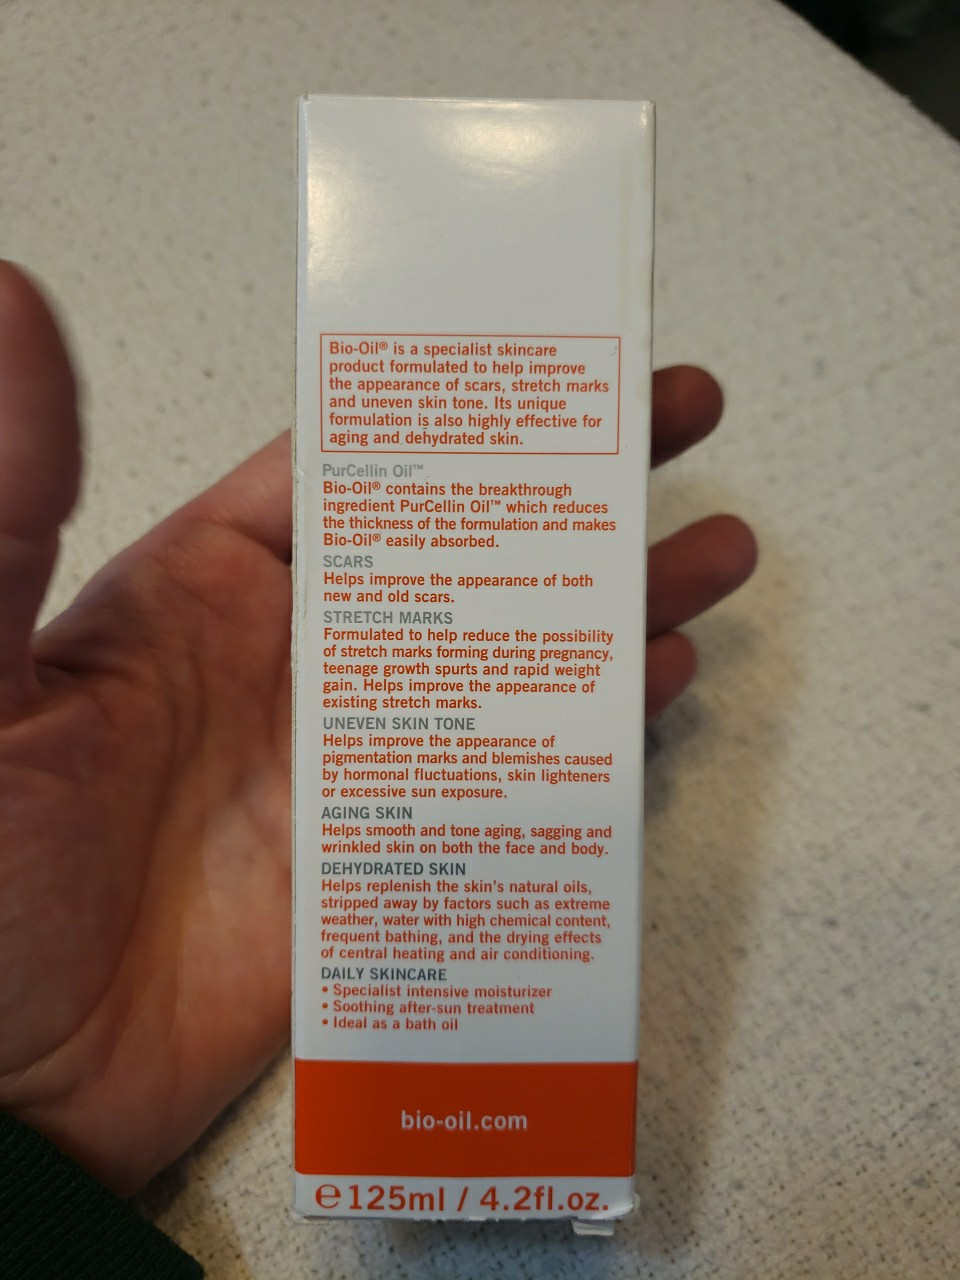 Bio-Oil® is a specialist skincare
product formulated to help improve
the appearance of scars, stretch marks
and uneven skin tone. Its unique
formulation is also highly effective for
aging and dehydrated skin.
PurCellin Oil™
Bio-Oil® contains the breakthrough
ingredient PurCellin Oil™ which reduces
the thickness of the formulation and makes
Bio-Oil® easily absorbed.
SCARS
Helps improve the appearance of both
new and old scars.
STRETCH MARKS
Formulated to help reduce the possibility
of stretch marks forming during pregnancy,
teenage growth spurts and rapid weight
gain. Helps improve the appearance of
existing stretch marks.
UNEVEN SKIN TONE
Helps improve the appearance of
pigmentation marks and blemishes caused
by hormonal fluctuations, skin lighteners
or excessive sun exposure.
AGING SKIN
Helps smooth and tone aging, sagging and
wrinkled skin on both the face and body.
DEHYDRATED SKIN
Helps replenish the skin's natural oils,
stripped away by factors such as extreme
weather, water with high chemical content,
frequent bathing, and the drying effects
of central heating and air conditioning.
DAILY SKINCARE
• Specialist intensive moisturizer
• Soothing after-sun treatment
• Ideal as a bath oil
bio-oil.com
℮ 125ml / 4.2fl.oz.